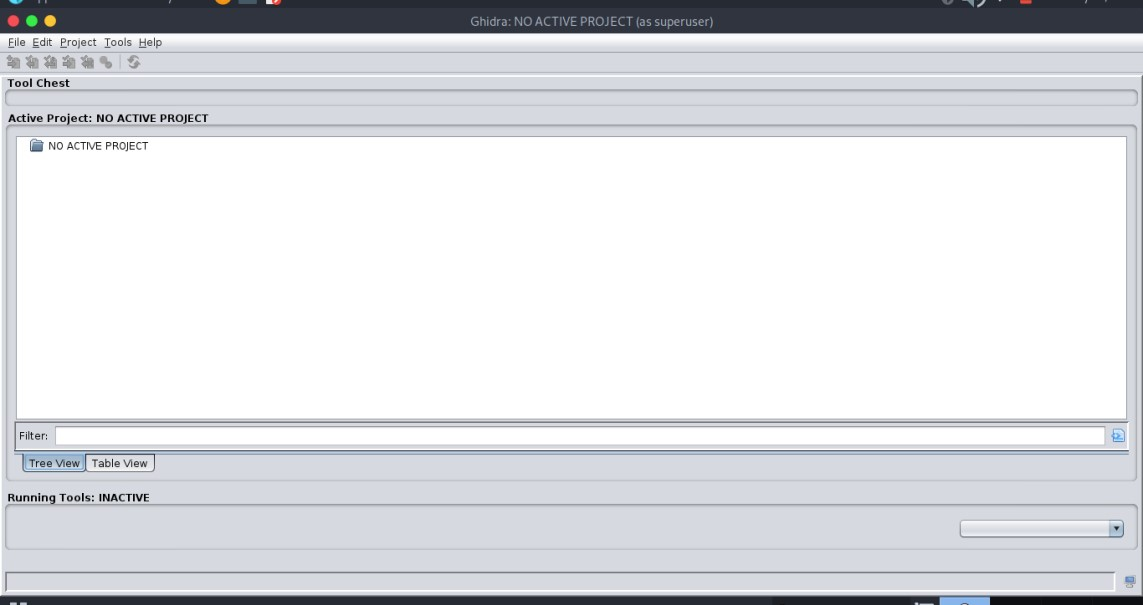 Ghidra: NO ACTIVE PROJECT (as superuser)
File Edit Project Tools Help
Tool Chest
Active Project: NO ACTIVE PROJECT
NO ACTIVE PROJECT
Filter:
Tree View Table View
Running Tools: INACTIVE